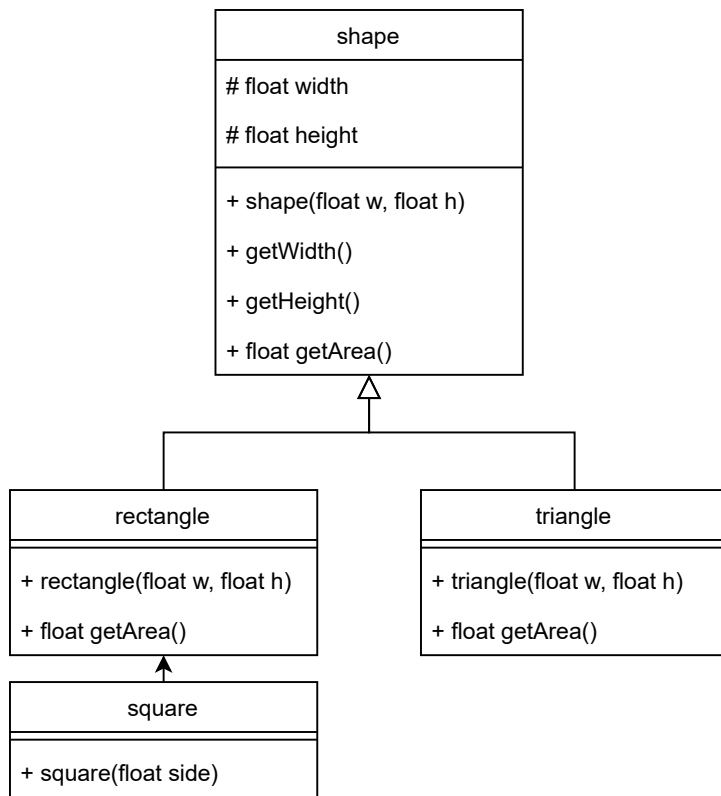 shape
# float width
# float height
+ shape(float w, float h)
+ getWidth()
+ getHeight()
+ float getArea()
rectangle
+ rectangle(float w, float h)
+ float getArea()
triangle
+ triangle(float w, float h)
+ float getArea()
square
+ square(float side)